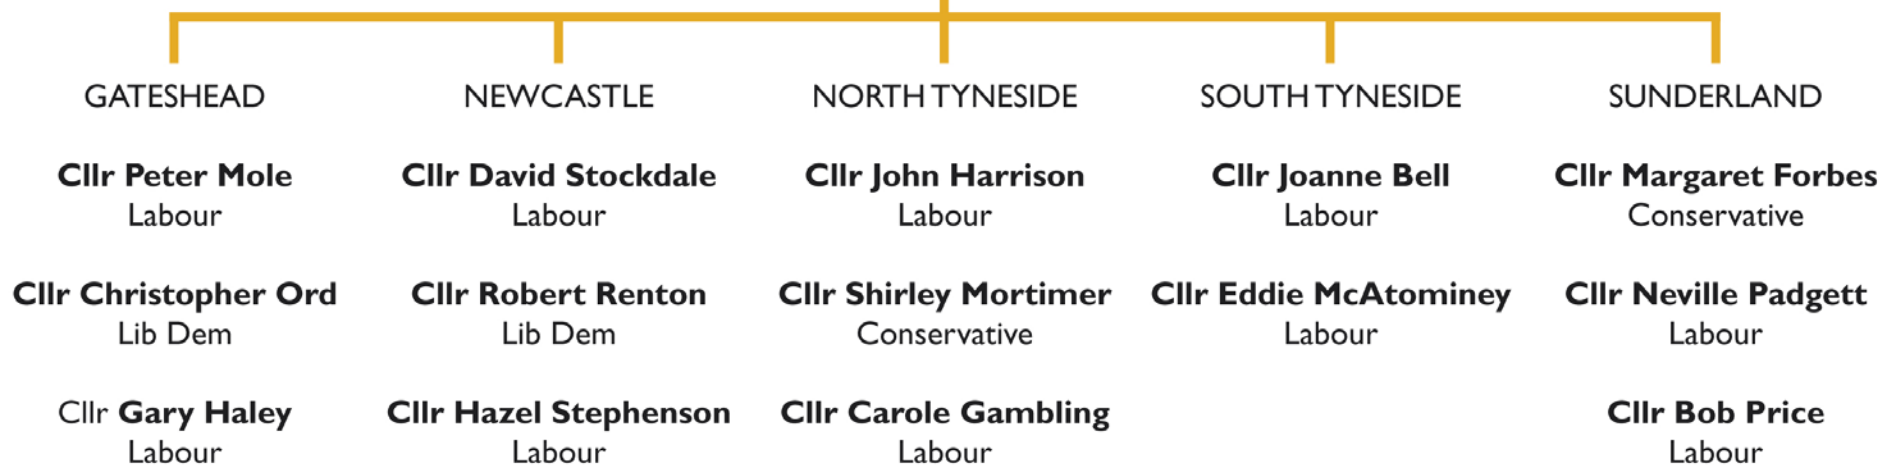 GATESHEAD
Cllr Peter Mole
Labour
Cllr Christopher Ord
Lib Dem
Cllr Gary Haley
Labour
NEWCASTLE
Cllr David Stockdale
Labour
Cllr Robert Renton
Lib Dem
Cllr Hazel Stephenson
Labour
NORTH TYNESIDE
Cllr John Harrison
Labour
Cllr Shirley Mortimer
Conservative
Cllr Carole Gambling
Labour
SOUTH TYNESIDE
Cllr Joanne Bell
Labour
Cllr Eddie McAtominey
Labour
SUNDERLAND
Cllr Margaret Forbes
Conservative
Cllr Neville Padgett
Labour
Cllr Bob Price
Labour